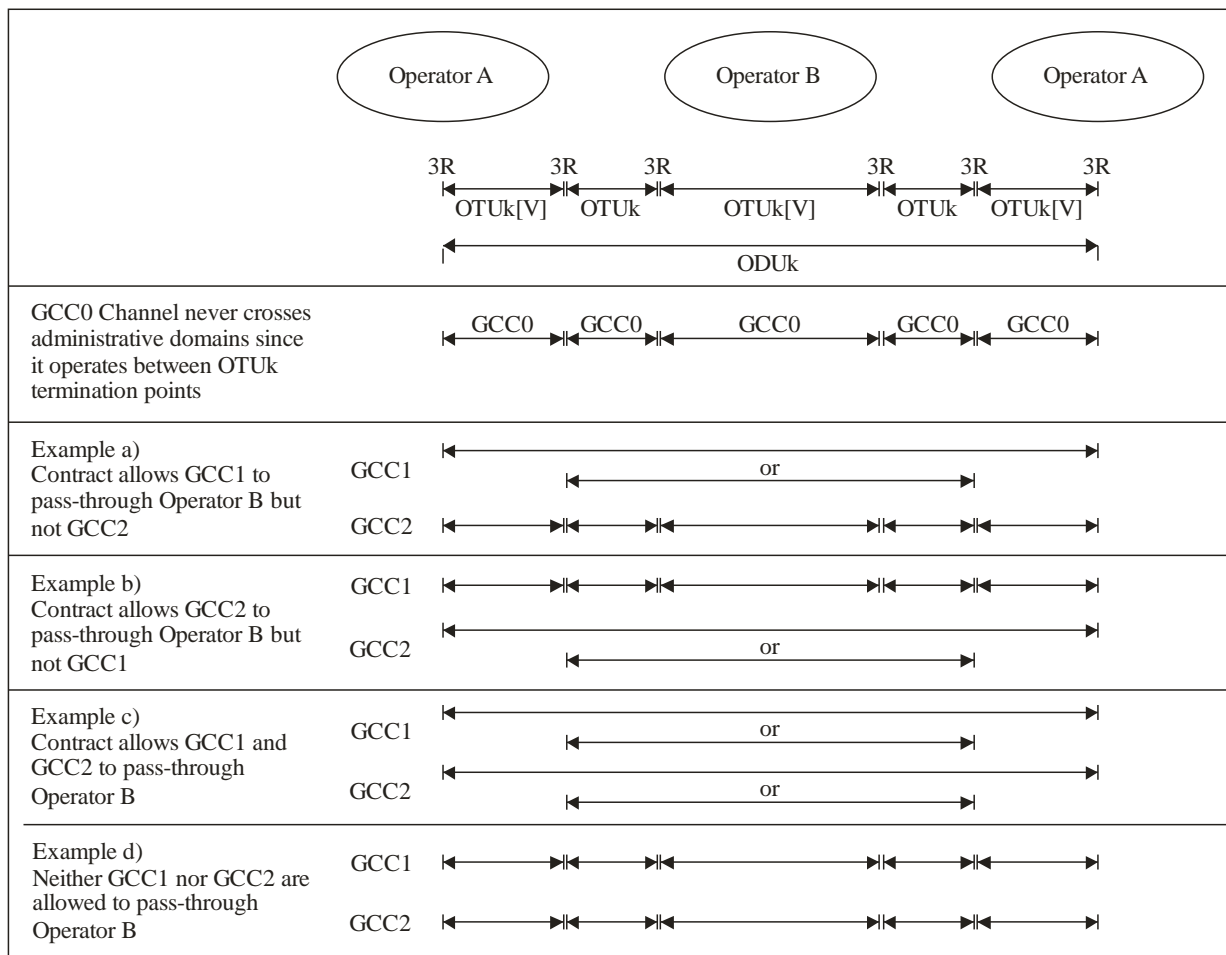 Operator A
Operator B
Operator A
3R 3R 3R 3R 3R 3R
OTUk[V] OTUk OTUk[V] OTUk OTUk[V]
ODUk
GCC0 Channel never crosses
administrative domains since
it operates between OTUk
termination points
GCC0 GCC0 GCC0 GCC0 GCC0
Example a)
Contract allows GCC1 to
pass-through Operator B but
not GCC2
GCC1
or
GCC2
Example b)
Contract allows GCC2 to
pass-through Operator B but
not GCC1
GCC1
GCC2
or
Example c)
Contract allows GCC1 and
GCC2 to pass-through
Operator B
GCC1
or
GCC2
or
Example d)
Neither GCC1 nor GCC2 are
allowed to pass-through
Operator B
GCC1
GCC2